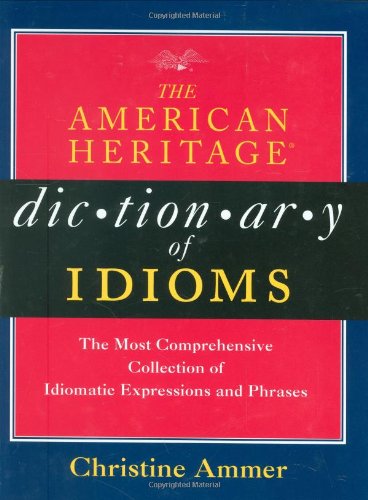 THE
AMERICAN
HERITAGE®
dic•tion•ar•y
of
IDIOMS
The Most Comprehensive
Collection of
Idiomatic Expressions and Phrases
Christine Ammer